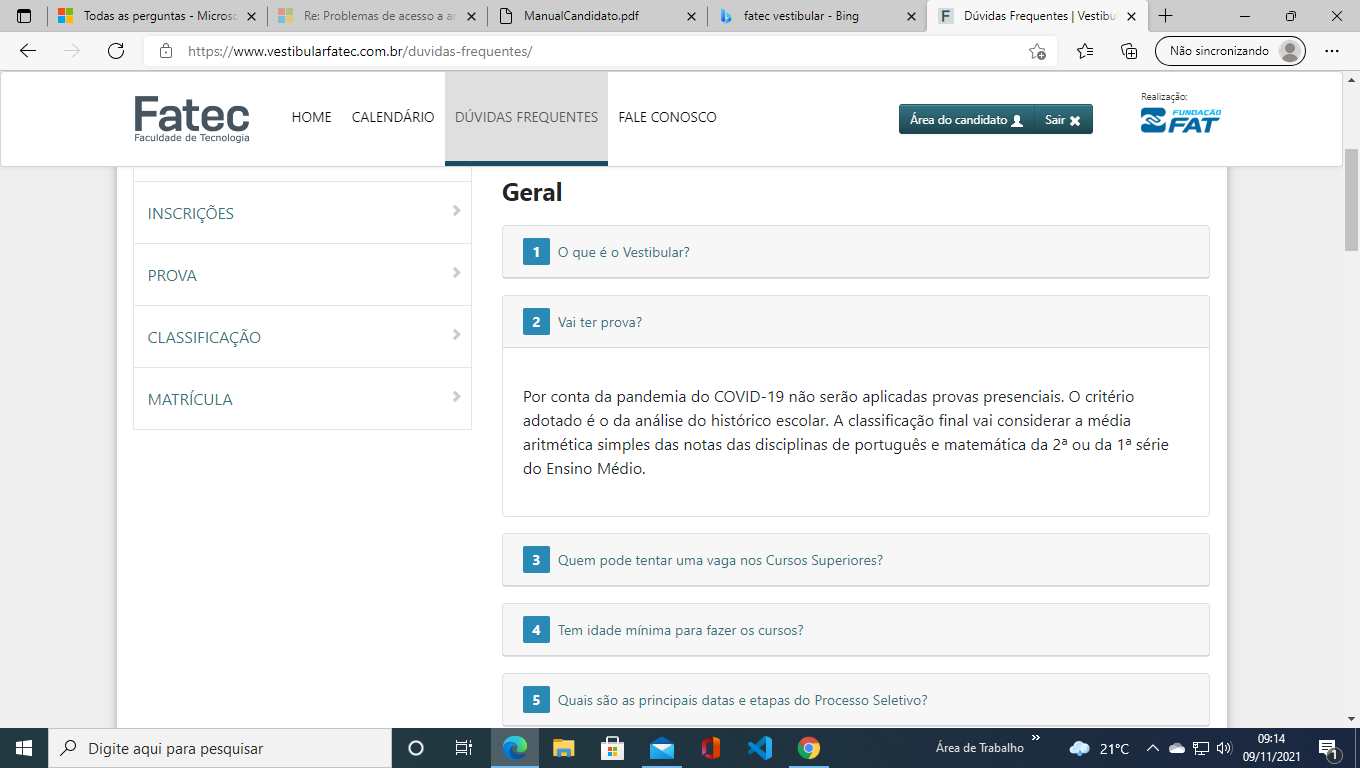 Todas as perguntas - Microsc
Re: Problemas de acesso a ar
ManualCandidato.pdf
fatec vestibular - Bing
Dúvidas Frequentes | Vestibu
https://www.vestibularfatec.com.br/duvidas-frequentes/
Não sincronizando
Fatec
Faculdade de Tecnologia
HOME
CALENDÁRIO
DÚVIDAS FREQUENTES
FALE CONOSCO
Área do candidato
Sair
Realização:
FUNDAÇÃO
FAT
INSCRIÇÕES
PROVA
CLASSIFICAÇÃO
MATRÍCULA
Geral
1 O que é o Vestibular?
2 Vai ter prova?
Por conta da pandemia do COVID-19 não serão aplicadas provas presenciais. O critério
adotado é o da análise do histórico escolar. A classificação final vai considerar a média
aritmética simples das notas das disciplinas de português e matemática da 2ª ou da 1ª série
do Ensino Médio.
3 Quem pode tentar uma vaga nos Cursos Superiores?
4 Tem idade mínima para fazer os cursos?
5 Quais são as principais datas e etapas do Processo Seletivo?
Digite aqui para pesquisar
Área de Trabalho
21°C
09:14
09/11/2021
1